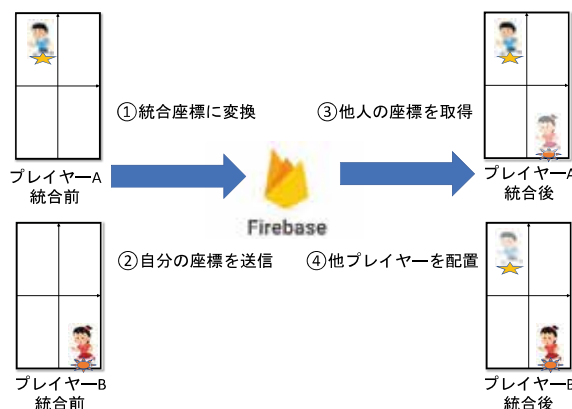 ①統合座標に変換
③他人の座標を取得
プレイヤーA
統合前
プレイヤーA
統合後
Firebase
②自分の座標を送信
④他プレイヤーを配置
プレイヤーB
統合前
プレイヤーB
統合後